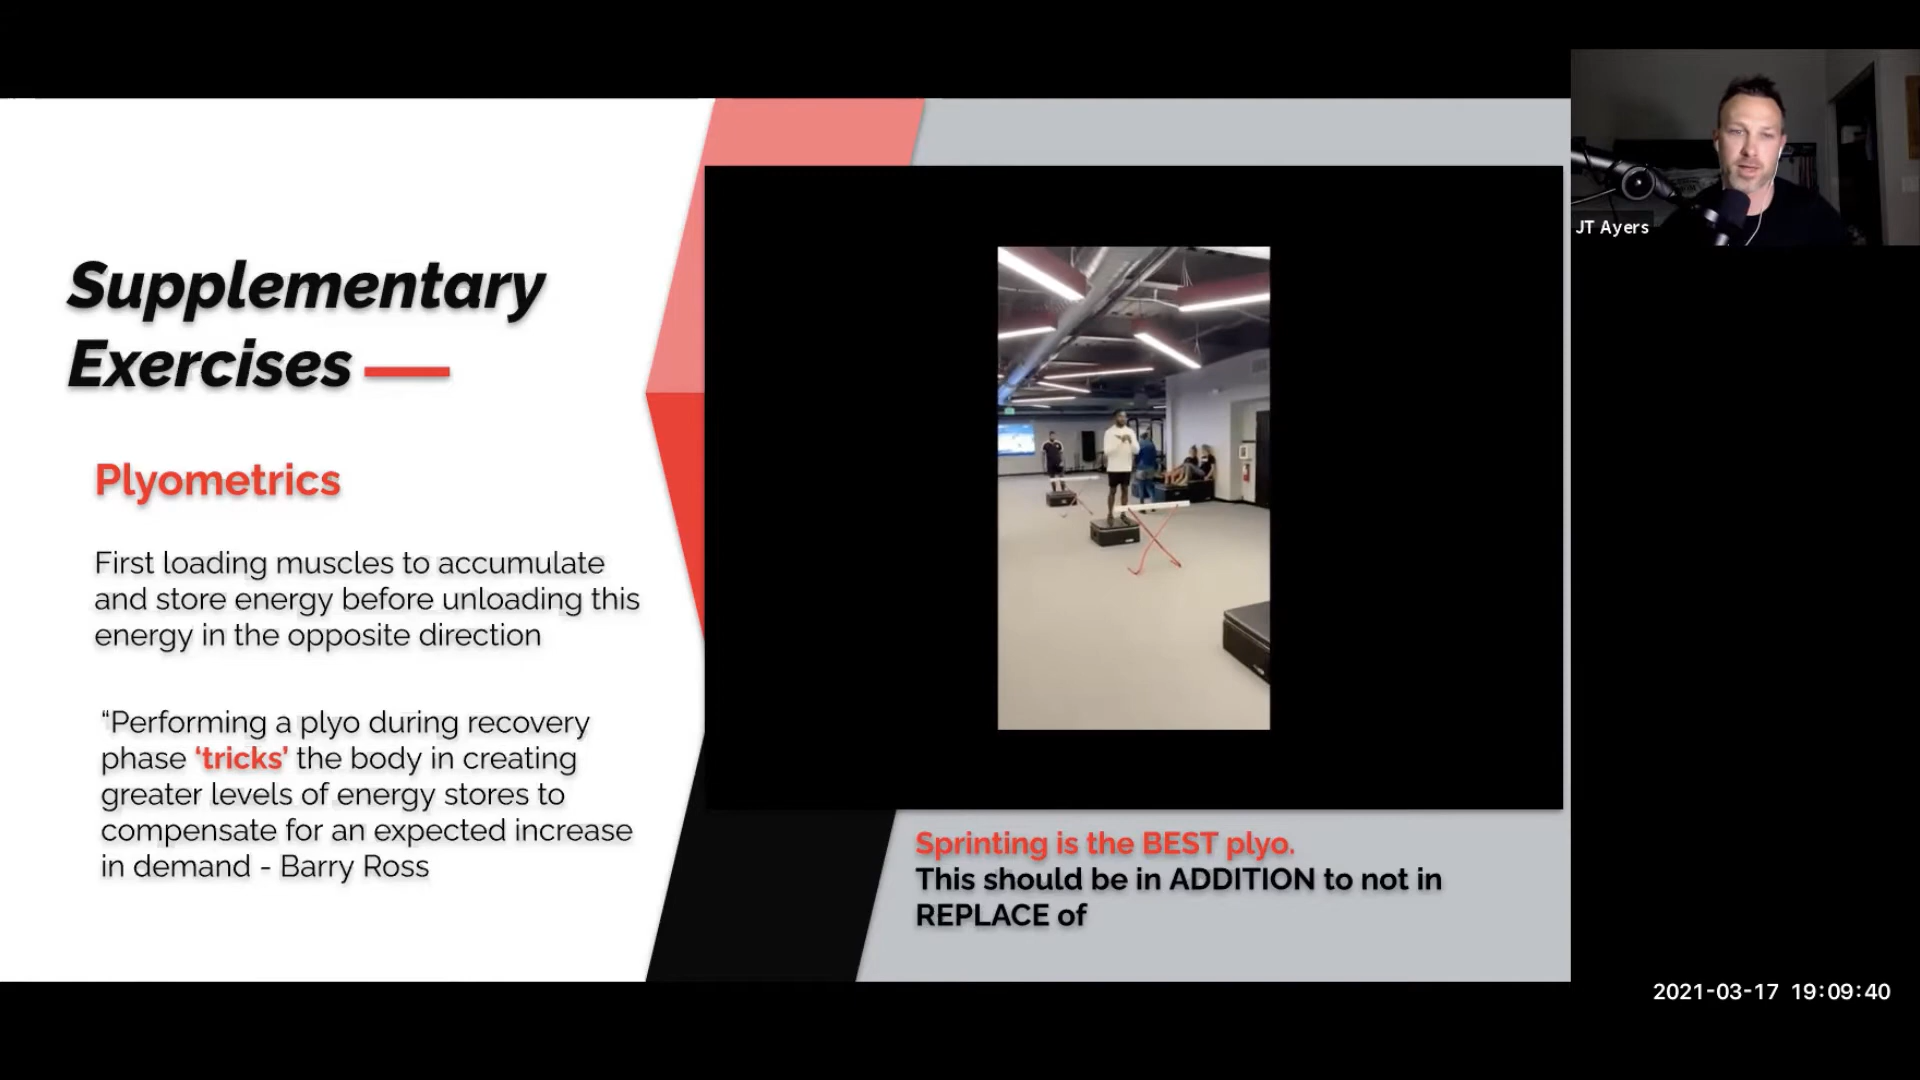 Supplementary
Exercises
Plyometrics
First loading muscles to accumulate
and store energy before unloading this
energy in the opposite direction
“Performing a plyo during recovery
phase ‘tricks’ the body in creating
greater levels of energy stores to
compensate for an expected increase
in demand - Barry Ross
Sprinting is the BEST plyo.
This should be in ADDITION to not in
REPLACE of
JT Ayers
2021-03-17 19:09:40